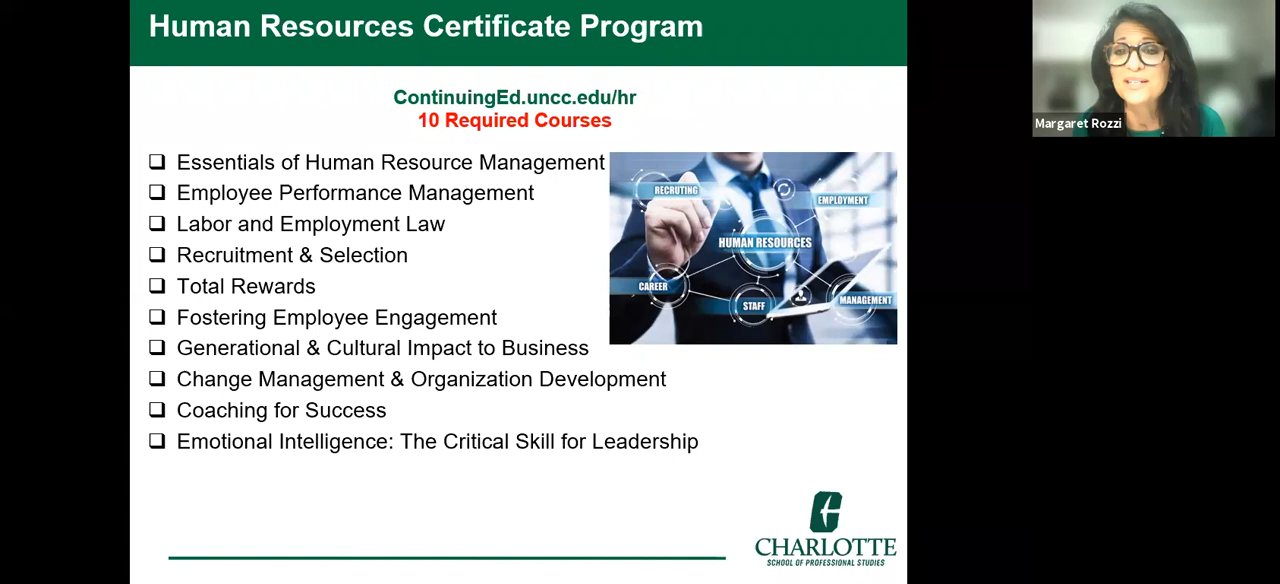 Human Resources Certificate Program
ContinuingEd.uncc.edu/hr
10 Required Courses
Essentials of Human Resource Management
Employee Performance Management
Labor and Employment Law
Recruitment & Selection
Total Rewards
Fostering Employee Engagement
Generational & Cultural Impact to Business
Change Management & Organization Development
Coaching for Success
Emotional Intelligence: The Critical Skill for Leadership
RECRUTING
EMPLOYMENT
HUMAN RESOURCES
CAREER
STAFF
MANAGEMENT
CHARLOTTE
SCHOOL OF PROFESSIONAL STUDIES
Margaret Rozzi